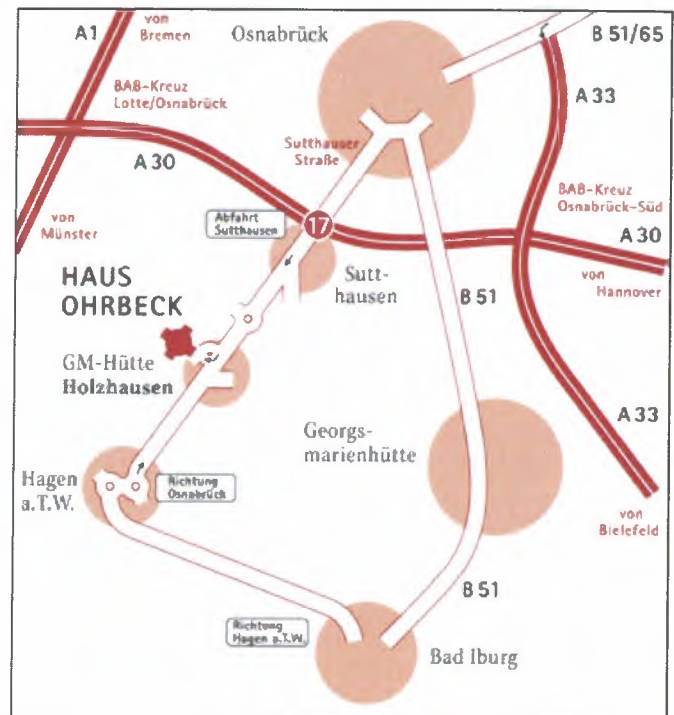 A1
von
Bremen
Osnabrück
B 51/65
BAB-Kreuz
Lotte/Osnabrück
A 33
A 30
Sutthauser
Straße
BAB-Kreuz
Osnabrück-Süd
von
Münster
Abfahrt
Sutthausen
17
A 30
HAUS
OHRBECK
Sutt-
hausen
B 51
von
Hannover
GM-Hütte
Holzhausen
Georgs-
marienhütte
A 33
Hagen
a.T.W.
Richtung
Osnabrück
von
Bielefeld
B 51
Richtung
Hagen a.T.W.
Bad Iburg